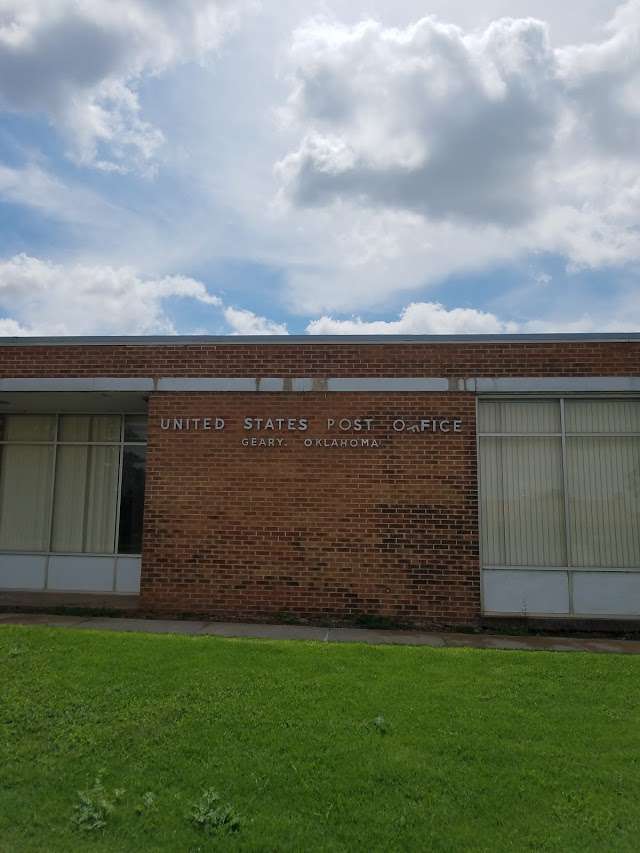 UNITED STATES POST OFFICE
GEARY, OKLAHOMA